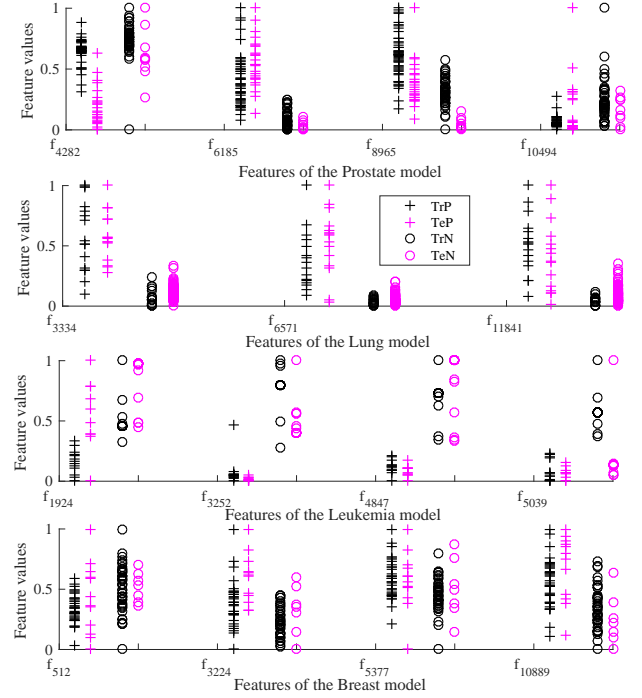 1
0.5
0
Feature values
f4282 f6185 f8965 f10494
Features of the Prostate model
1
0.5
0
Feature values
TrP
TeP
TrN
TeN
f3334 f6571 f11841
Features of the Lung model
1
0.5
0
Feature values
f1924 f3252 f4847 f5039
Features of the Leukemia model
1
0.5
0
Feature values
f512 f3224 f5377 f10889
Features of the Breast model